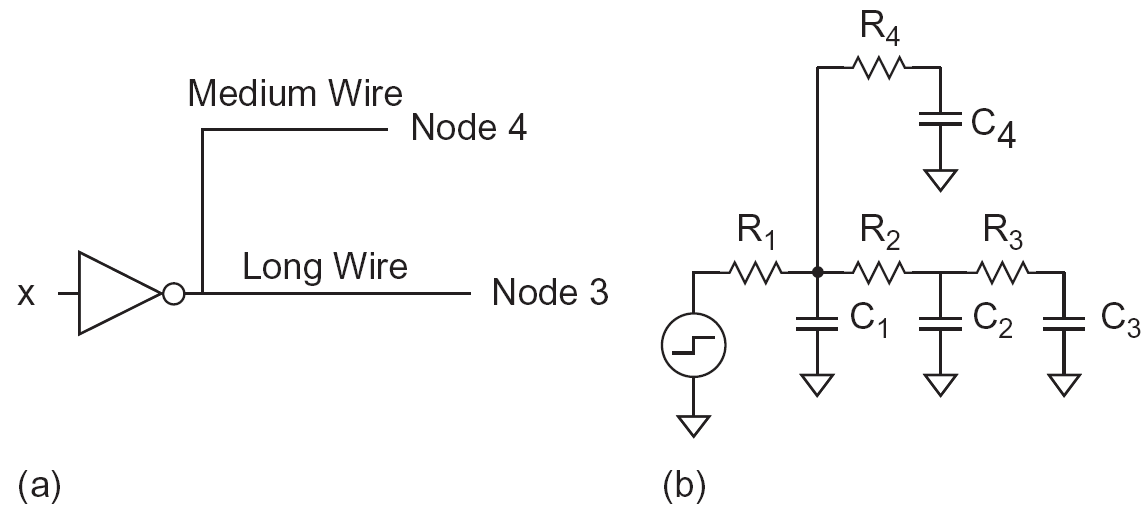 Medium Wire
Node 4
x
Long Wire
Node 3
(a)
R4
C4
R1
R2
R3
C1
C2
C3
(b)